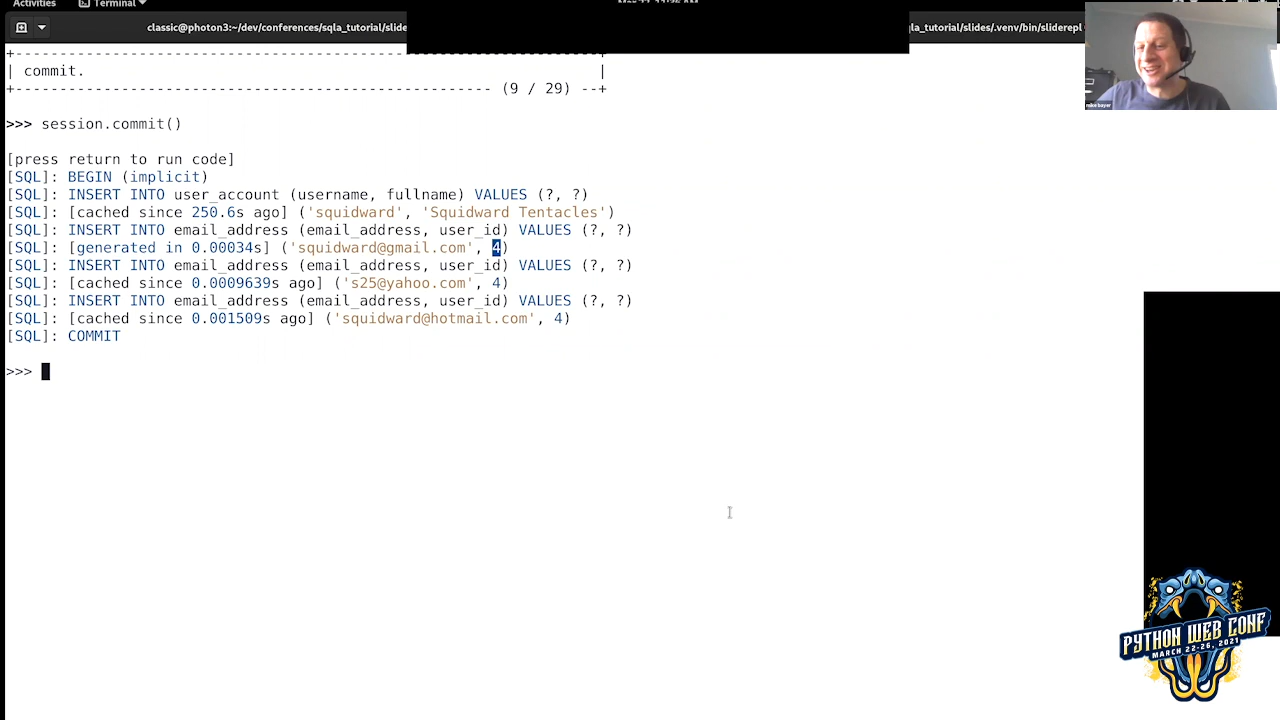 Activities
Terminal
classic@photon3:~/dev/conferences/sqla_tutorial/slide
qla_tutorial/slides/.venv/bin/sliderepl
mike bayer
+------------------------------------------------------------------+
| commit. |
+------------------------------------------------------ (9 / 29) --+
>>> session.commit()
[press return to run code]
[SQL]: BEGIN (implicit)
[SQL]: INSERT INTO user_account (username, fullname) VALUES (?, ?)
[SQL]: [cached since 250.6s ago] ('squidward', 'Squidward Tentacles')
[SQL]: INSERT INTO email_address (email_address, user_id) VALUES (?, ?)
[SQL]: [generated in 0.00034s] ('squidward@gmail.com', 4)
[SQL]: INSERT INTO email_address (email_address, user_id) VALUES (?, ?)
[SQL]: [cached since 0.0009639s ago] ('s25@yahoo.com', 4)
[SQL]: INSERT INTO email_address (email_address, user_id) VALUES (?, ?)
[SQL]: [cached since 0.001509s ago] ('squidward@hotmail.com', 4)
[SQL]: COMMIT
>>>
PYTHON WEB CONF
MARCH 22-26, 2021